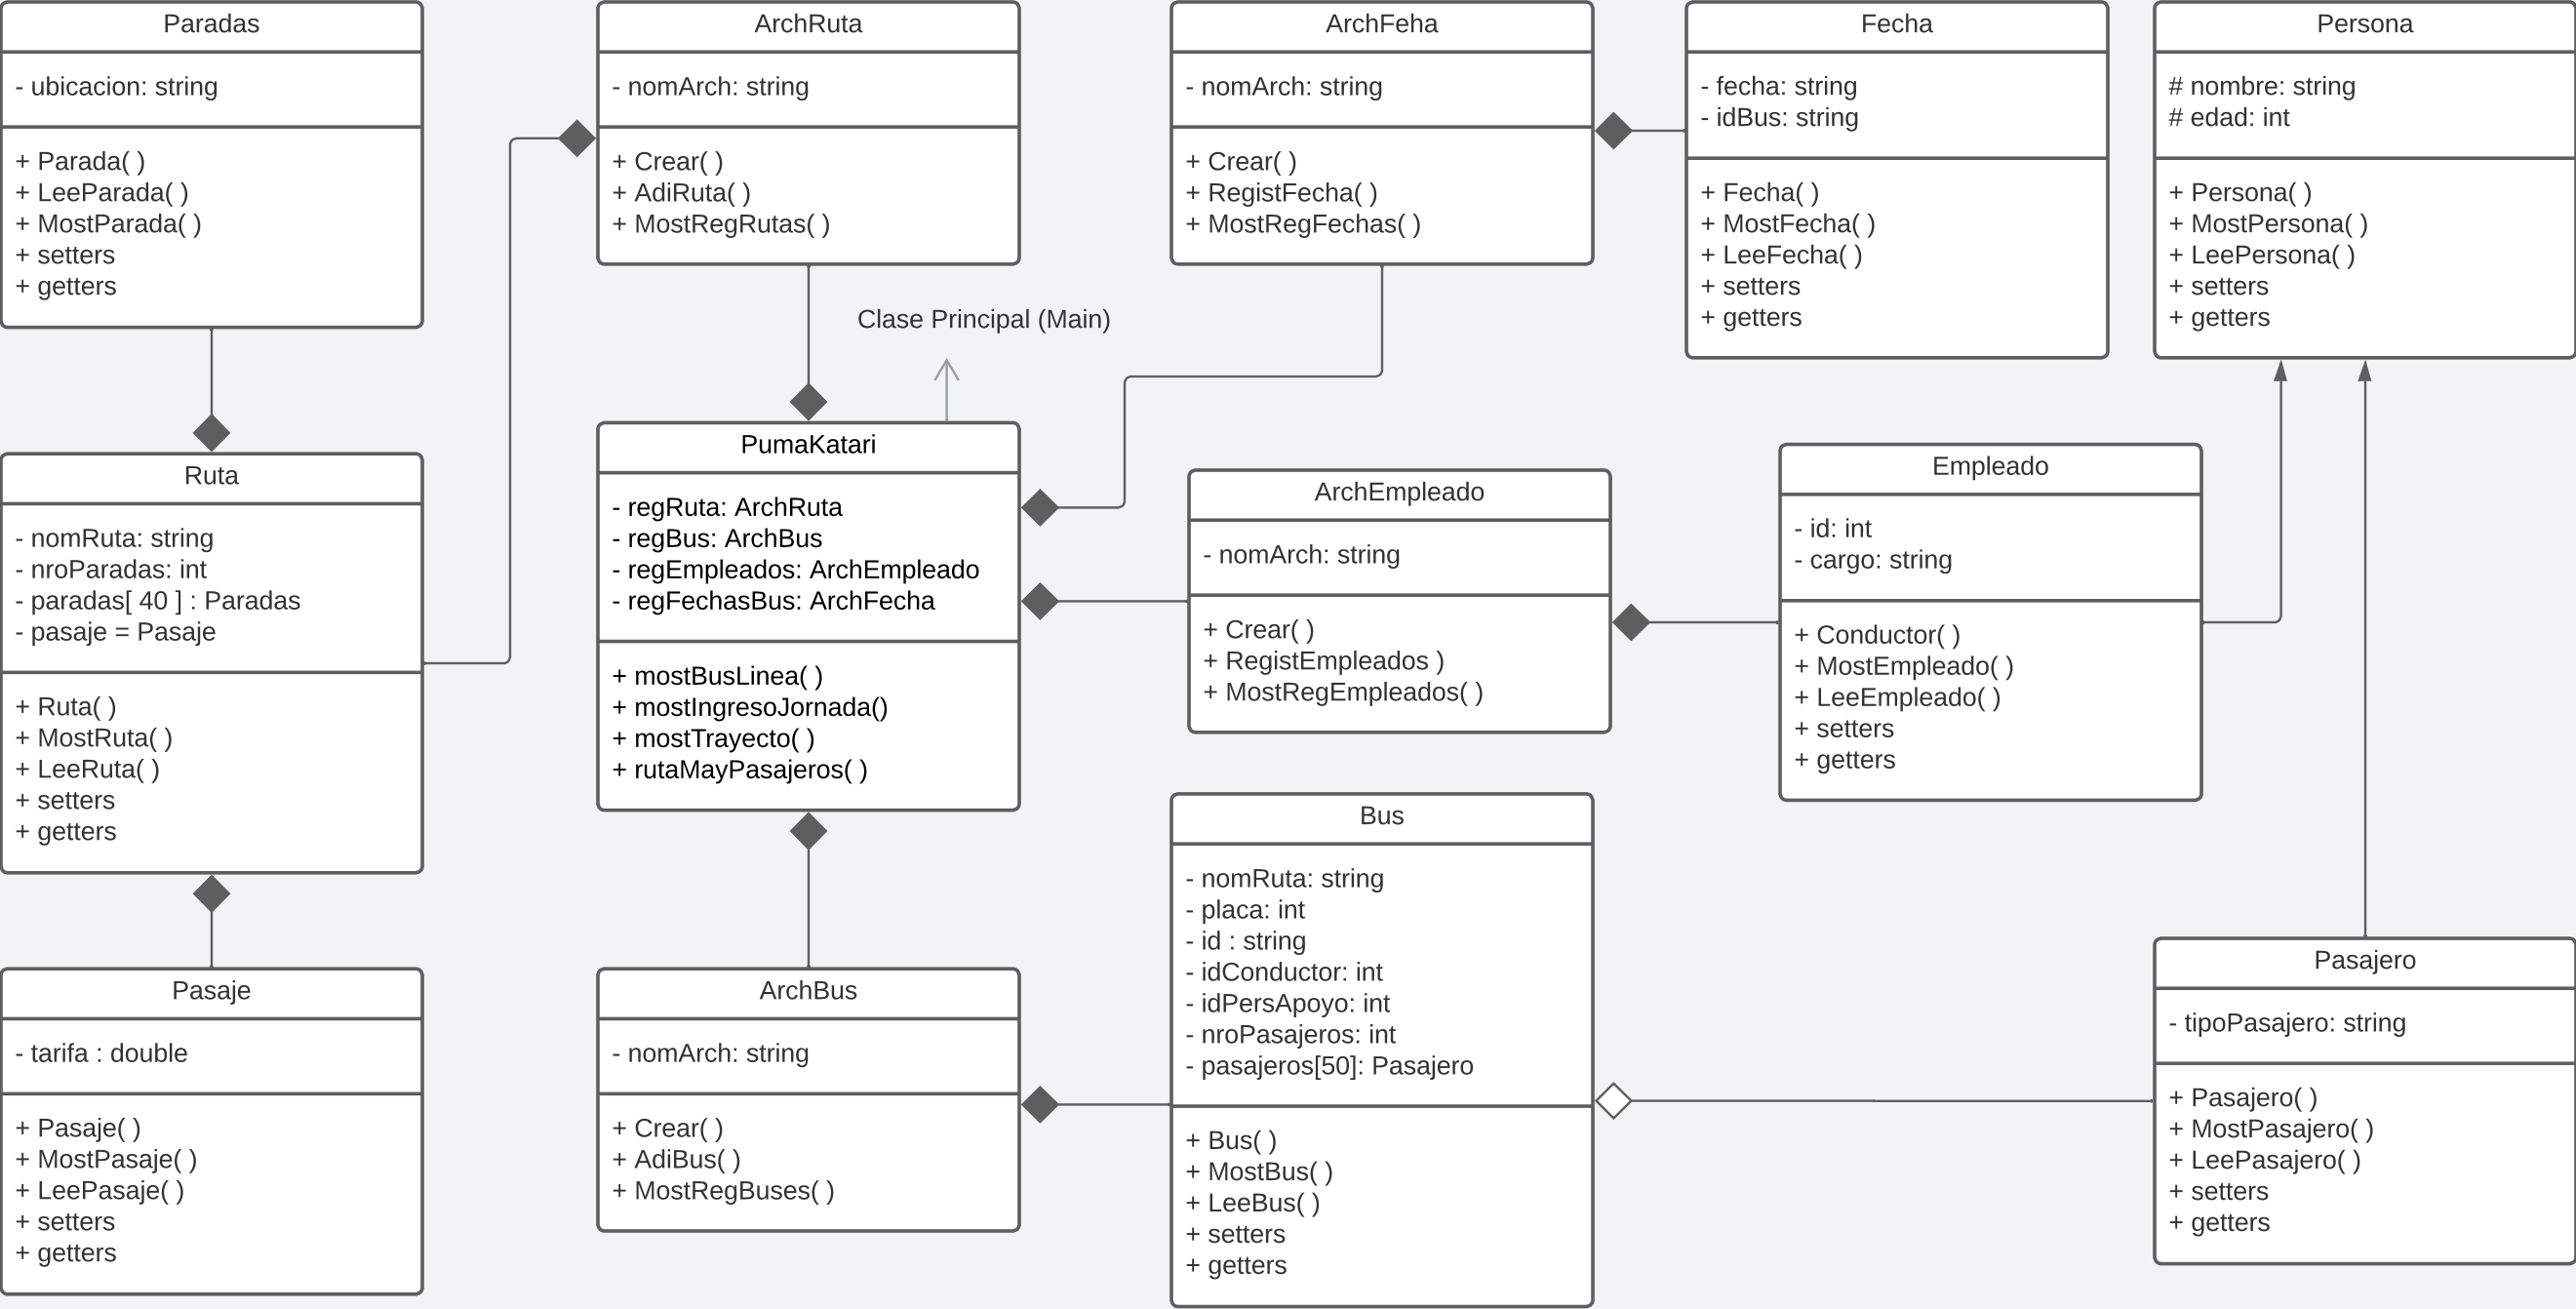 Paradas
- ubicacion: string
+ Parada( )
+ LeeParada( )
+ MostParada( )
+ setters
+ getters
ArchRuta
- nomArch: string
+ Crear( )
+ AdiRuta( )
+ MostRegRutas( )
ArchFeha
- nomArch: string
+ Crear( )
+ RegistFecha( )
+ MostRegFechas( )
Fecha
- fecha: string
- idBus: string
+ Fecha( )
+ MostFecha( )
+ LeeFecha( )
+ setters
+ getters
Persona
# nombre: string
# edad: int
+ Persona( )
+ MostPersona( )
+ LeePersona( )
+ setters
+ getters
Clase Principal (Main)
Ruta
- nomRuta: string
- nroParadas: int
- paradas[ 40 ] : Paradas
- pasaje = Pasaje
+ Ruta( )
+ MostRuta( )
+ LeeRuta( )
+ setters
+ getters
PumaKatari
- regRuta: ArchRuta
- regBus: ArchBus
- regEmpleados: ArchEmpleado
- regFechasBus: ArchFecha
+ mostBusLinea( )
+ mostIngresoJornada()
+ mostTrayecto( )
+ rutaMayPasajeros( )
ArchEmpleado
- nomArch: string
+ Crear( )
+ RegistEmpleados )
+ MostRegEmpleados( )
Empleado
- id: int
- cargo: string
+ Conductor( )
+ MostEmpleado( )
+ LeeEmpleado( )
+ setters
+ getters
Pasaje
- tarifa : double
+ Pasaje( )
+ MostPasaje( )
+ LeePasaje( )
+ setters
+ getters
ArchBus
- nomArch: string
+ Crear( )
+ AdiBus( )
+ MostRegBuses( )
Bus
- nomRuta: string
- placa: int
- id : string
- idConductor: int
- idPersApoyo: int
- nroPasajeros: int
- pasajeros[50]: Pasajero
+ Bus( )
+ MostBus( )
+ LeeBus( )
+ setters
+ getters
Pasajero
- tipoPasajero: string
+ Pasajero( )
+ MostPasajero( )
+ LeePasajero( )
+ setters
+ getters